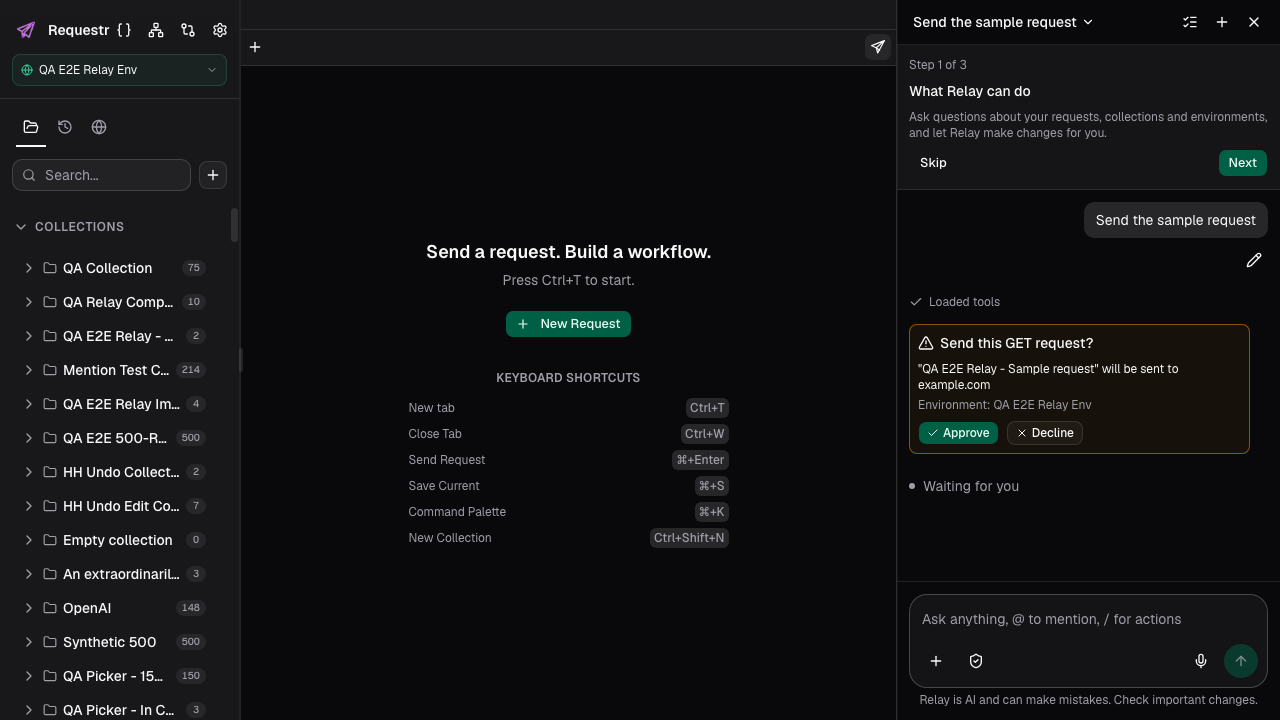 Requestr
QA E2E Relay Env
Search...
COLLECTIONS
QA Collection 75
QA Relay Comp... 10
QA E2E Relay - ... 2
Mention Test C... 214
QA E2E Relay Im... 4
QA E2E 500-R... 500
HH Undo Collect... 2
HH Undo Edit Co... 7
Empty collection 0
An extraordinaril... 3
OpenAI 148
Synthetic 500 500
QA Picker - 15... 150
QA Picker - In C... 3
Send a request. Build a workflow.
Press Ctrl+T to start.
New Request
KEYBOARD SHORTCUTS
New tab Ctrl+T
Close Tab Ctrl+W
Send Request ⌘+Enter
Save Current ⌘+S
Command Palette ⌘+K
New Collection Ctrl+Shift+N
Send the sample request
Step 1 of 3
What Relay can do
Ask questions about your requests, collections and environments,
and let Relay make changes for you.
Skip Next
Send the sample request
Loaded tools
Send this GET request?
"QA E2E Relay - Sample request" will be sent to
example.com
Environment: QA E2E Relay Env
Approve Decline
Waiting for you
Ask anything, @ to mention, / for actions
Relay is AI and can make mistakes. Check important changes.